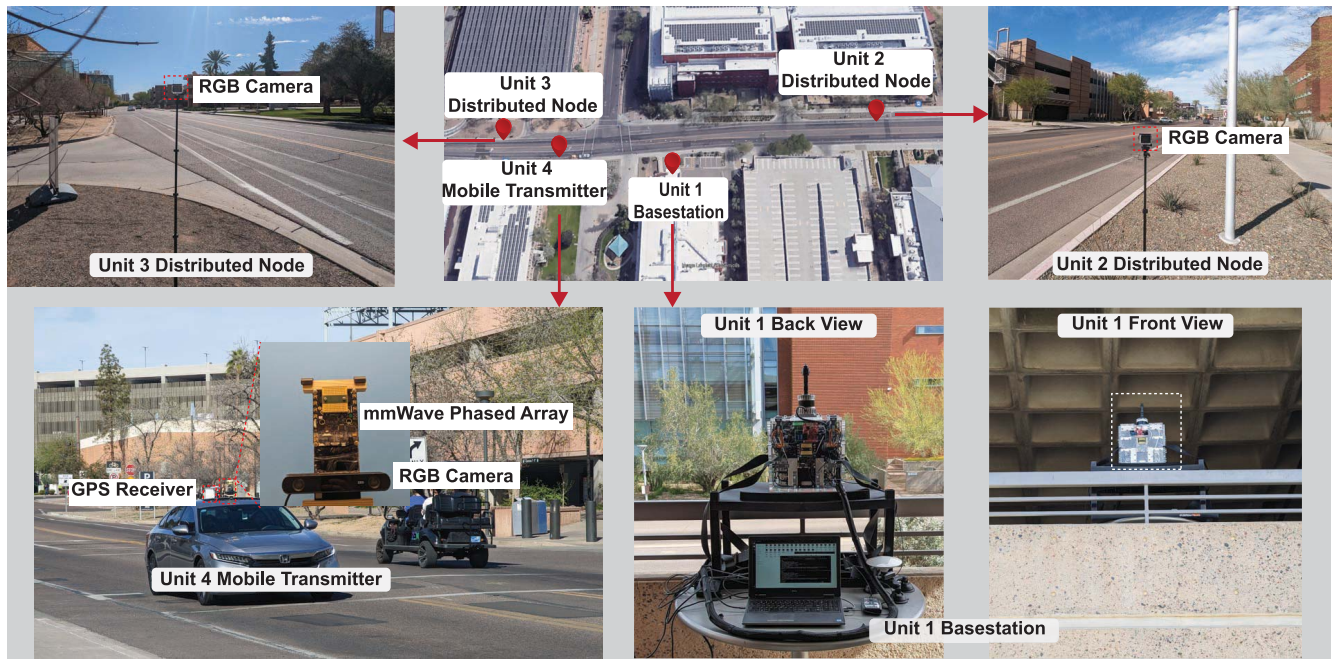 RGB Camera
Unit 3 Distributed Node
Unit 3
Distributed Node
Unit 2
Distributed Node
Unit 4
Mobile Transmitter
Unit 1
Basestation
RGB Camera
Unit 2 Distributed Node
mmWave Phased Array
RGB Camera
GPS Receiver
Unit 4 Mobile Transmitter
Unit 1 Back View
Unit 1 Basestation
Unit 1 Front View